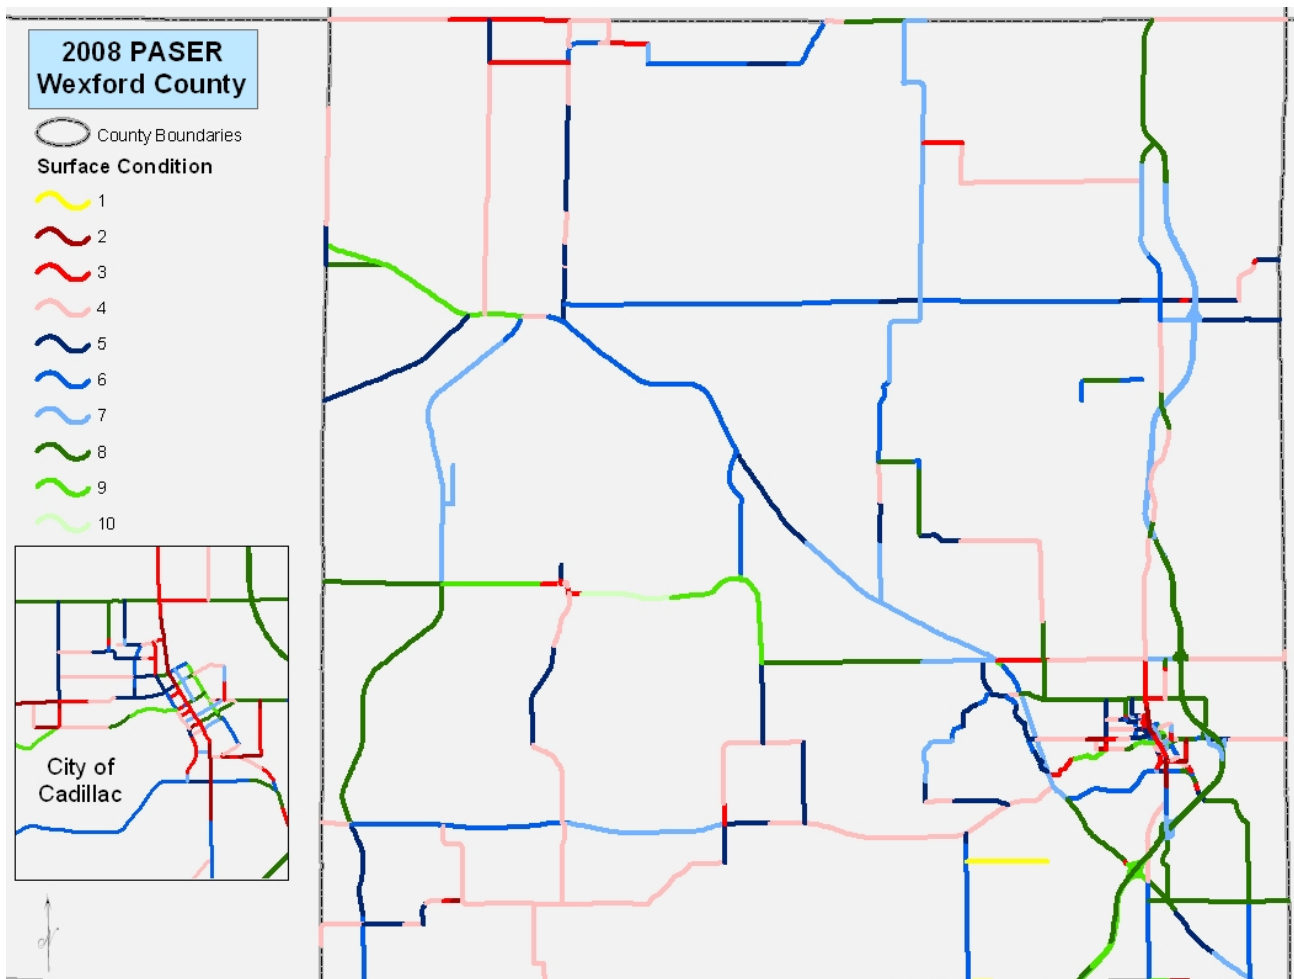 2008 PASER
Wexford County
County Boundaries
Surface Condition
1
2
3
4
5
6
7
8
9
10
City of
Cadillac
N